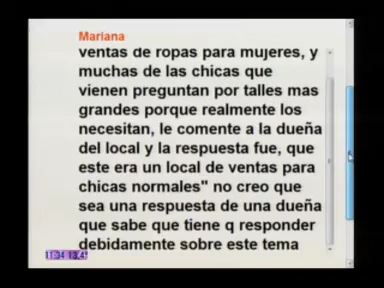 Mariana
ventas de ropas para mujeres, y
muchas de las chicas que
vienen preguntan por talles mas
grandes porque realmente los
necesitan, le comente a la dueña
del local y la respuesta fue, que
este era un local de ventas para
chicas normales" no creo que
sea una respuesta de una dueña
que sabe que tiene q responder
debidamente sobre este tema